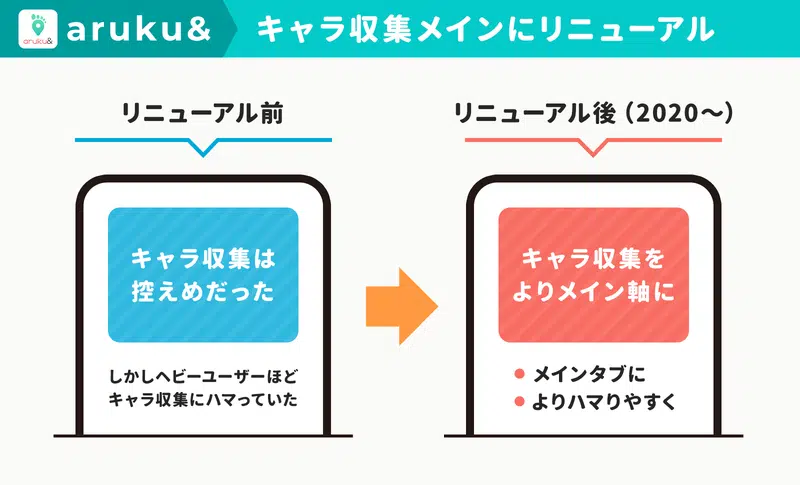 aruku&
aruku&
キャラ収集メインにリニューアル
リニューアル前
リニューアル後(2020〜)
キャラ収集は
控えめだった
キャラ収集を
よりメイン軸に
しかしヘビーユーザーほど
キャラ収集にハマっていた
メインタブに
よりハマりやすく